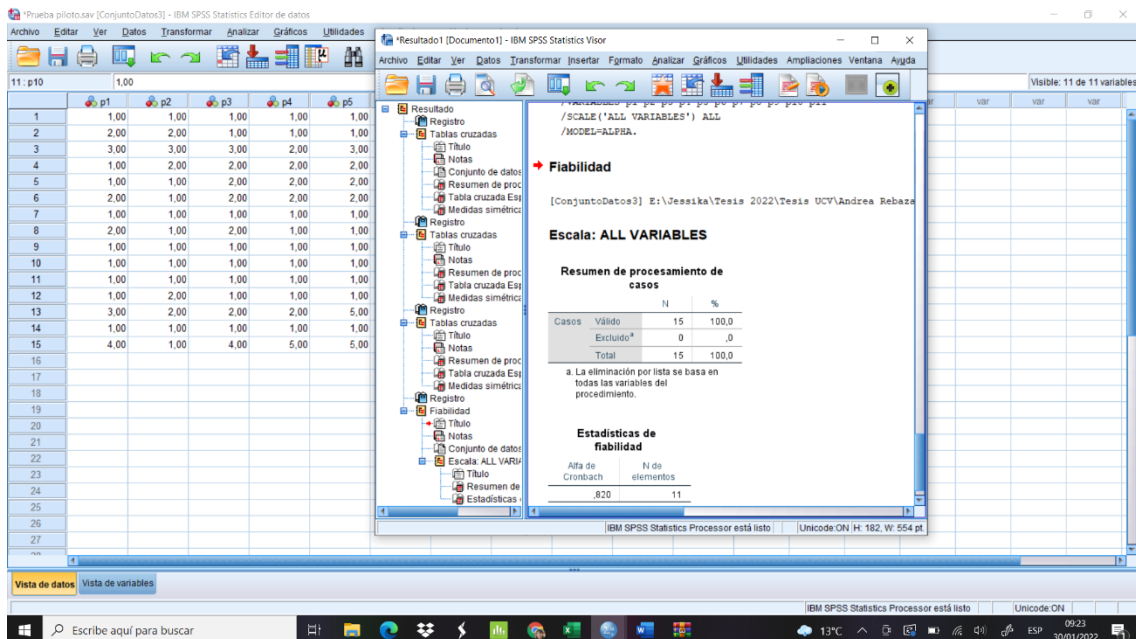 *Prueba piloto.sav [ConjuntoDatos3] - IBM SPSS Statistics Editor de datos
Archivo Editar Ver Datos Transformar Analizar Gráficos Utilidades
11 : p10 1,00 Visible: 11 de 11 variables
p1 p2 p3 p4 p5 var var var
1 1,00 1,00 1,00 1,00 1,00
2 2,00 2,00 1,00 1,00 1,00
3 3,00 3,00 3,00 2,00 3,00
4 1,00 2,00 2,00 2,00 2,00
5 1,00 1,00 2,00 2,00 2,00
6 2,00 1,00 2,00 2,00 2,00
7 1,00 1,00 1,00 1,00 1,00
8 2,00 1,00 2,00 1,00 1,00
9 1,00 1,00 1,00 1,00 1,00
10 1,00 1,00 1,00 1,00 1,00
11 1,00 1,00 1,00 1,00 1,00
12 1,00 2,00 1,00 1,00 1,00
13 3,00 2,00 2,00 2,00 5,00
14 1,00 1,00 1,00 1,00 1,00
15 4,00 1,00 4,00 5,00 5,00
16
17
18
19
20
21
22
23
24
25
26
27
*Resultado1 [Documento1] - IBM SPSS Statistics Visor
Archivo Editar Ver Datos Transformar Insertar Formato Analizar Gráficos Utilidades Ampliaciones Ventana Ayuda
Resultado
Registro
Tablas cruzadas
Título
Notas
Conjunto de datos
Resumen de proc
Tabla cruzada Esp
Medidas simétrica
Registro
Tablas cruzadas
Título
Notas
Resumen de proc
Tabla cruzada Esp
Medidas simétrica
Registro
Tablas cruzadas
Título
Notas
Resumen de proc
Tabla cruzada Esp
Medidas simétrica
Registro
Fiabilidad
Título
Notas
Conjunto de datos
Escala: ALL VARIA
Título
Resumen de
Estadísticas
/SCALE('ALL VARIABLES') ALL
/MODEL=ALPHA.
Fiabilidad
[ConjuntoDatos3] E:\Jessika\Tesis 2022\Tesis UCV\Andrea Rebaza
Escala: ALL VARIABLES
Resumen de procesamiento de
casos
N %
Casos Válido 15 100,0
Excluidoª 0 ,0
Total 15 100,0
a. La eliminación por lista se basa en
todas las variables del
procedimiento.
Estadísticas de
fiabilidad
Alfa de N de
Cronbach elementos
,820 11
IBM SPSS Statistics Processor está listo Unicode:ON H: 182, W: 554 pt.
Vista de datos Vista de variables
IBM SPSS Statistics Processor está listo Unicode:ON
Escribe aquí para buscar 13°C ESP 09:23
30/01/2022